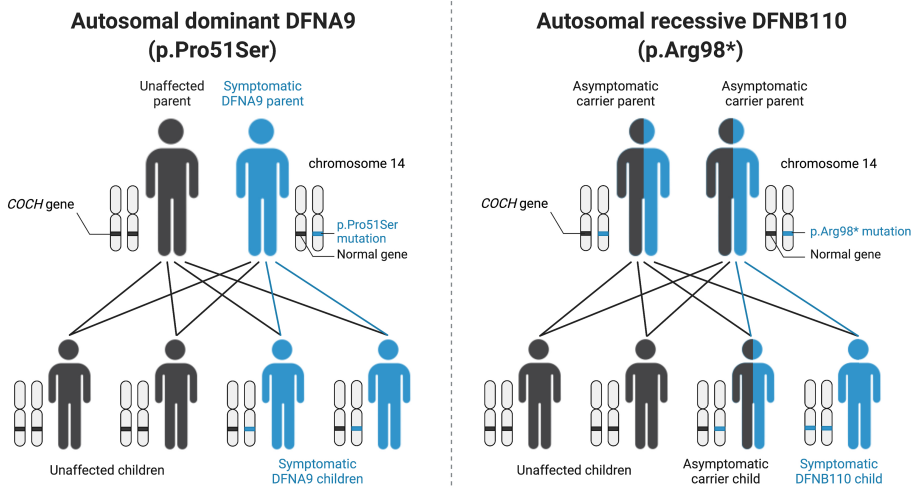 Autosomal dominant DFNA9
(p.Pro51Ser)
Unaffected
parent
Symptomatic
DFNA9 parent
chromosome 14
COCH gene
p.Pro51Ser
mutation
Normal gene
Unaffected children
Symptomatic
DFNA9 children
Autosomal recessive DFNB110
(p.Arg98*)
Asymptomatic
carrier parent
Asymptomatic
carrier parent
chromosome 14
COCH gene
p.Arg98* mutation
Normal gene
Unaffected children
Asymptomatic
carrier child
Symptomatic
DFNB110 child